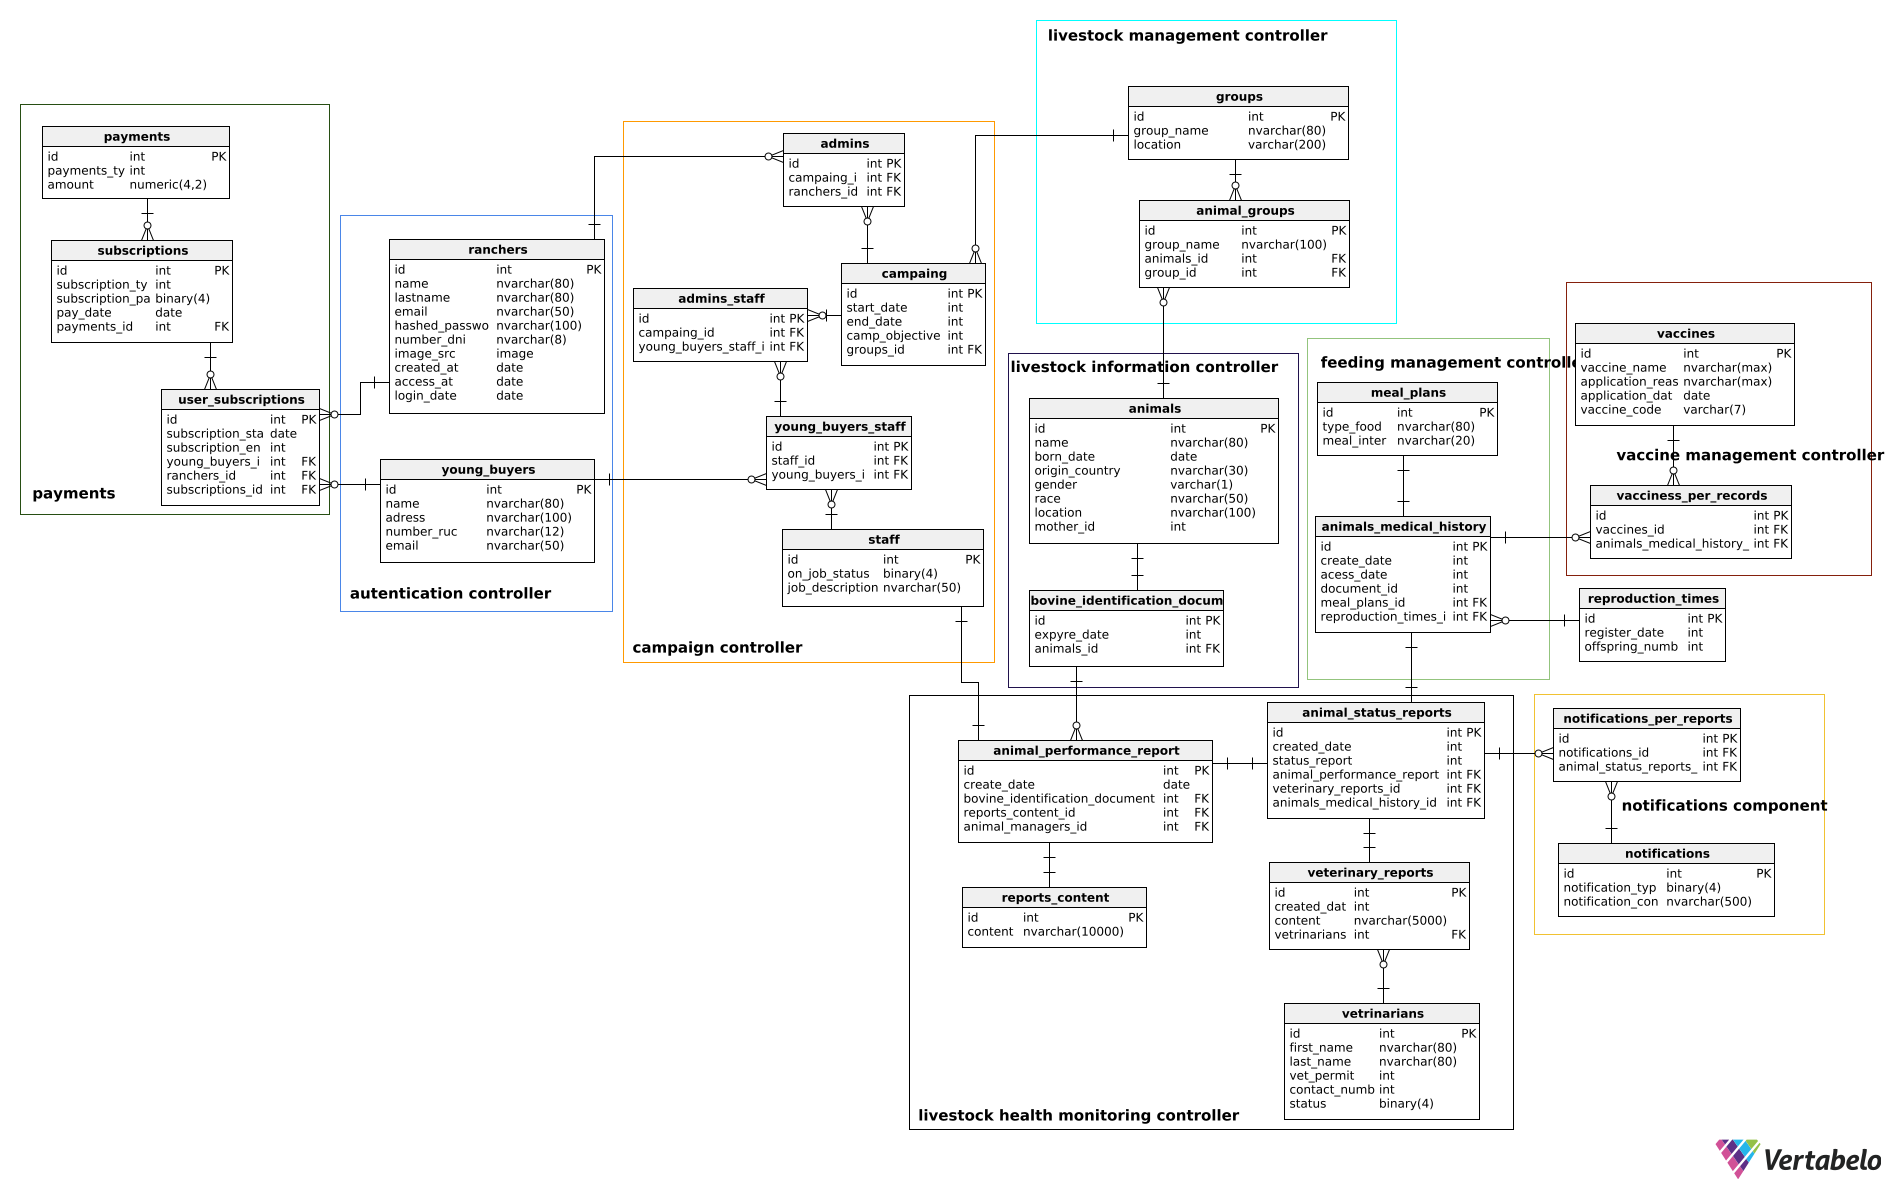 livestock management controller
groups
id int PK
group_name nvarchar(80)
location varchar(200)
animal_groups
id int PK
group_name nvarchar(100)
animals_id int FK
group_id int FK
payments
id int PK
payments_ty int
amount numeric(4,2)
subscriptions
id int PK
subscription_ty int
subscription_pa binary(4)
pay_date date
payments_id int FK
user_subscriptions
id int PK
subscription_sta date
subscription_en int
young_buyers_i int FK
ranchers_id int FK
subscriptions_id int FK
payments
ranchers
id int PK
name nvarchar(80)
lastname nvarchar(80)
email nvarchar(50)
hashed_passwo nvarchar(100)
number_dni nvarchar(8)
image_src image
created_at date
access_at date
login_date date
young_buyers
id int PK
name nvarchar(80)
adress nvarchar(100)
number_ruc nvarchar(12)
email nvarchar(50)
autentication controller
admins
id int PK
campaing_i int FK
ranchers_id int FK
campaing
id int PK
start_date int
end_date int
camp_objective int
groups_id int FK
admins_staff
id int PK
campaing_id int FK
young_buyers_staff_i int FK
young_buyers_staff
id int PK
staff_id int FK
young_buyers_i int FK
staff
id int PK
on_job_status binary(4)
job_description nvarchar(50)
campaign controller
livestock information controller
animals
id int PK
name nvarchar(80)
born_date date
origin_country nvarchar(30)
gender varchar(1)
race nvarchar(50)
location nvarchar(100)
mother_id int
bovine_identification_docum
id int PK
expyre_date int
animals_id int FK
feeding management controlle
meal_plans
id int PK
type_food nvarchar(80)
meal_inter nvarchar(20)
animals_medical_history
id int PK
create_date int
acess_date int
document_id int
meal_plans_id int FK
reproduction_times_i int FK
vaccines
id int PK
vaccine_name nvarchar(max)
application_reas nvarchar(max)
application_dat date
vaccine_code varchar(7)
vaccine management controller
vacciness_per_records
id int PK
vaccines_id int FK
animals_medical_history_ int FK
reproduction_times
id int PK
register_date int
offspring_numb int
animal_performance_report
id int PK
create_date date
bovine_identification_document int FK
reports_content_id int FK
animal_managers_id int FK
reports_content
id int PK
content nvarchar(10000)
animal_status_reports
id int PK
created_date int
status_report int
animal_performance_report int FK
veterinary_reports_id int FK
animals_medical_history_id int FK
veterinary_reports
id int PK
created_dat int
content nvarchar(5000)
vetrinarians int FK
vetrinarians
id int PK
first_name nvarchar(80)
last_name nvarchar(80)
vet_permit int
contact_numb int
status binary(4)
livestock health monitoring controller
notifications_per_reports
id int PK
notifications_id int FK
animal_status_reports_ int FK
notifications component
notifications
id int PK
notification_typ binary(4)
notification_con nvarchar(500)
Vertabelo